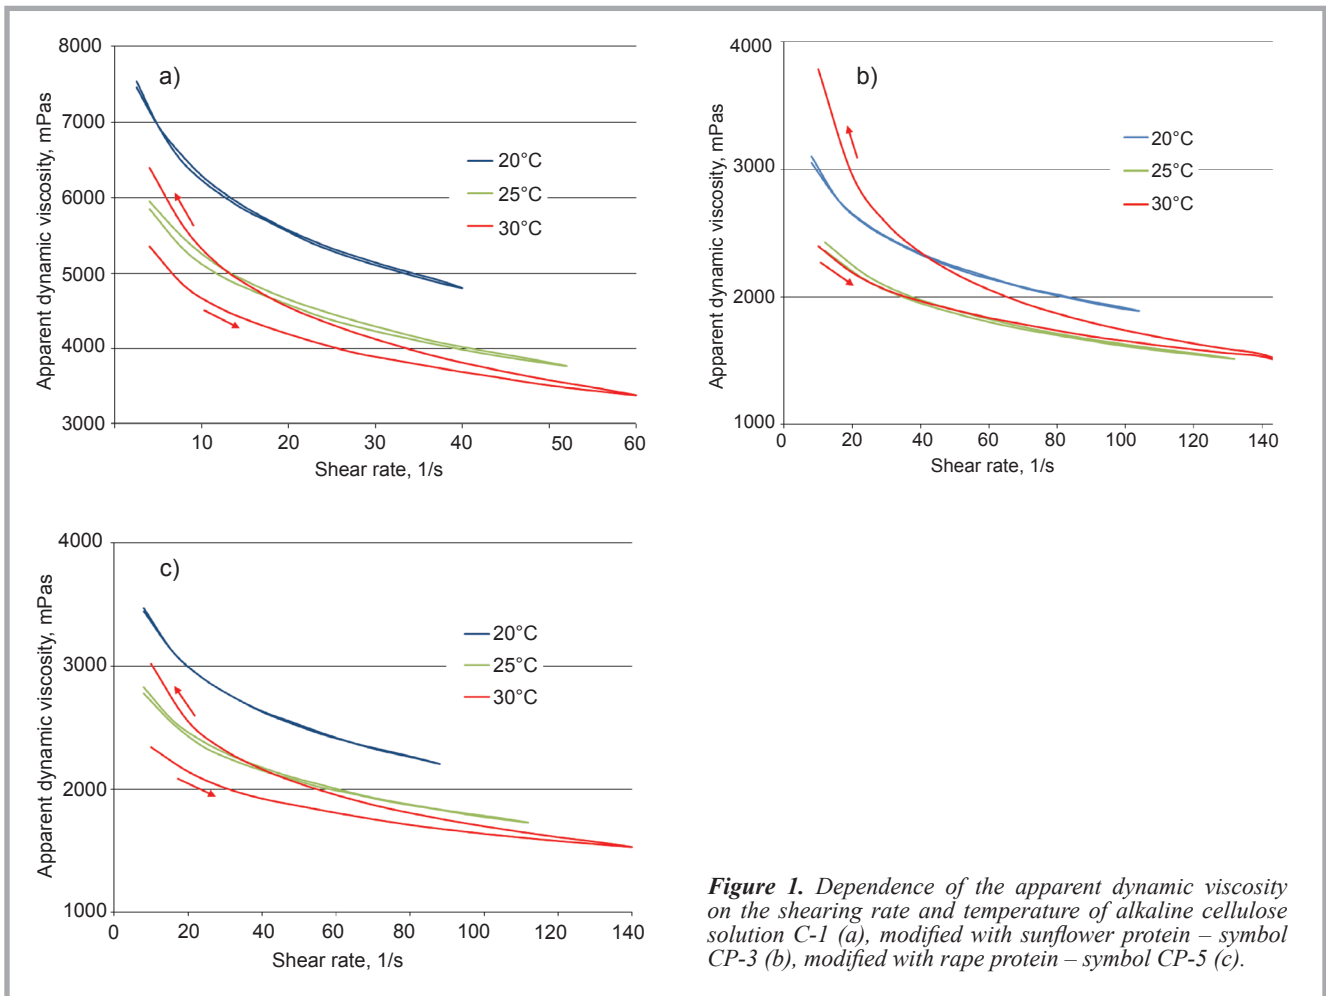 a)
Apparent dynamic viscosity, mPas
8000
7000
6000
5000
4000
3000
10
20
30
40
50
60
Shear rate, 1/s
20°C
25°C
30°C
b)
Apparent dynamic viscosity, mPas
4000
3000
2000
1000
0
20
40
60
80
100
120
140
Shear rate, 1/s
20°C
25°C
30°C
c)
Apparent dynamic viscosity, mPas
4000
3000
2000
1000
0
20
40
60
80
100
120
140
Shear rate, 1/s
20°C
25°C
30°C
Figure 1. Dependence of the apparent dynamic viscosity
on the shearing rate and temperature of alkaline cellulose
solution C-1 (a), modified with sunflower protein – symbol
CP-3 (b), modified with rape protein – symbol CP-5 (c).